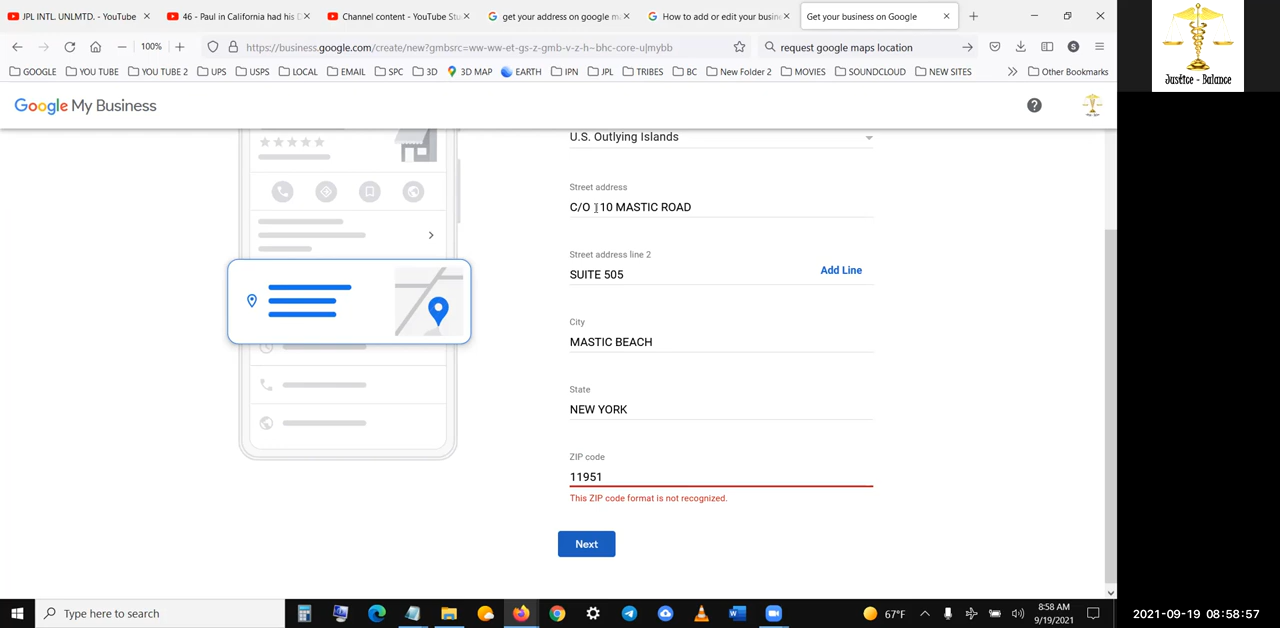 JPL INTL. UNLMTD. - YouTube
46 - Paul in California had his D
Channel content - YouTube Stu
get your address on google m
How to add or edit your busin
Get your business on Google
100%
https://business.google.com/create/new?gmbsrc=ww-ww-et-gs-z-gmb-v-z-h~bhc-core-u|mybb
request google maps location
S
GOOGLE
YOU TUBE
YOU TUBE 2
UPS
USPS
LOCAL
EMAIL
SPC
3D
3D MAP
EARTH
IPN
JPL
TRIBES
BC
New Folder 2
MOVIES
SOUNDCLOUD
NEW SITES
Other Bookmarks
Justice - Balance
Google My Business
U.S. Outlying Islands
Street address
C/O 110 MASTIC ROAD
Street address line 2
SUITE 505
Add Line
City
MASTIC BEACH
State
NEW YORK
ZIP code
11951
This ZIP code format is not recognized.
Next
Type here to search
67°F
8:58 AM
9/19/2021
2021-09-19 08:58:57